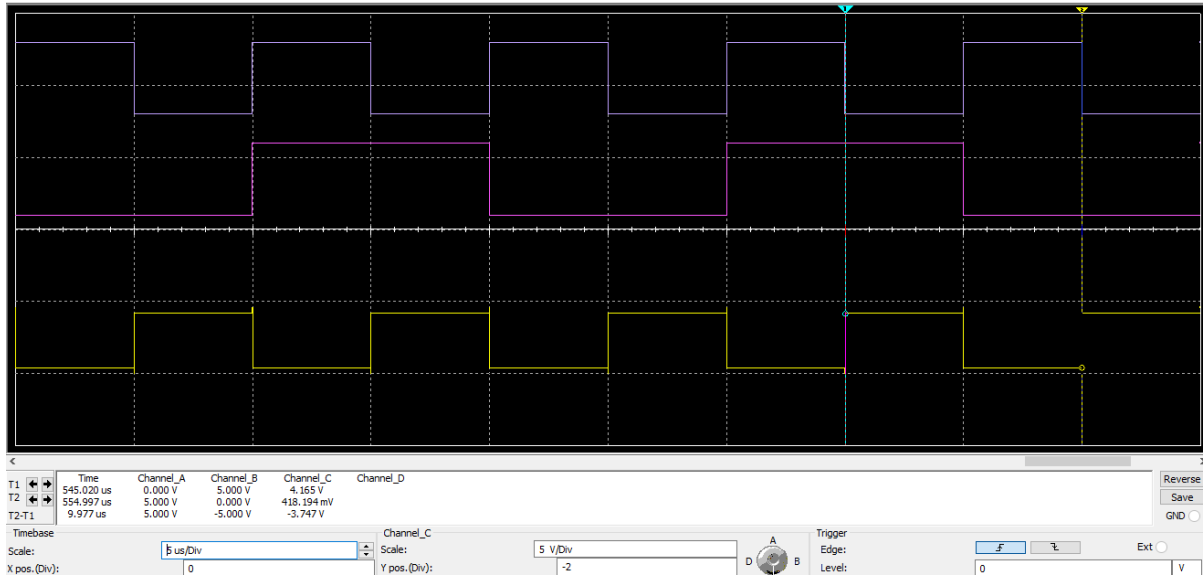 1 2
Time Channel_A Channel_B Channel_C Channel_D
T1 545.020 us 0.000 V 5.000 V 4.165 V
T2 554.997 us 5.000 V 0.000 V 418.194 mV
T2-T1 9.977 us 5.000 V -5.000 V -3.747 V
Reverse
Save
GND
Timebase Channel_C Trigger
Scale: 5 us/Div Scale: 5 V/Div A D B Edge: Ext
X pos.(Div): 0 Y pos.(Div): -2 Level: 0 V